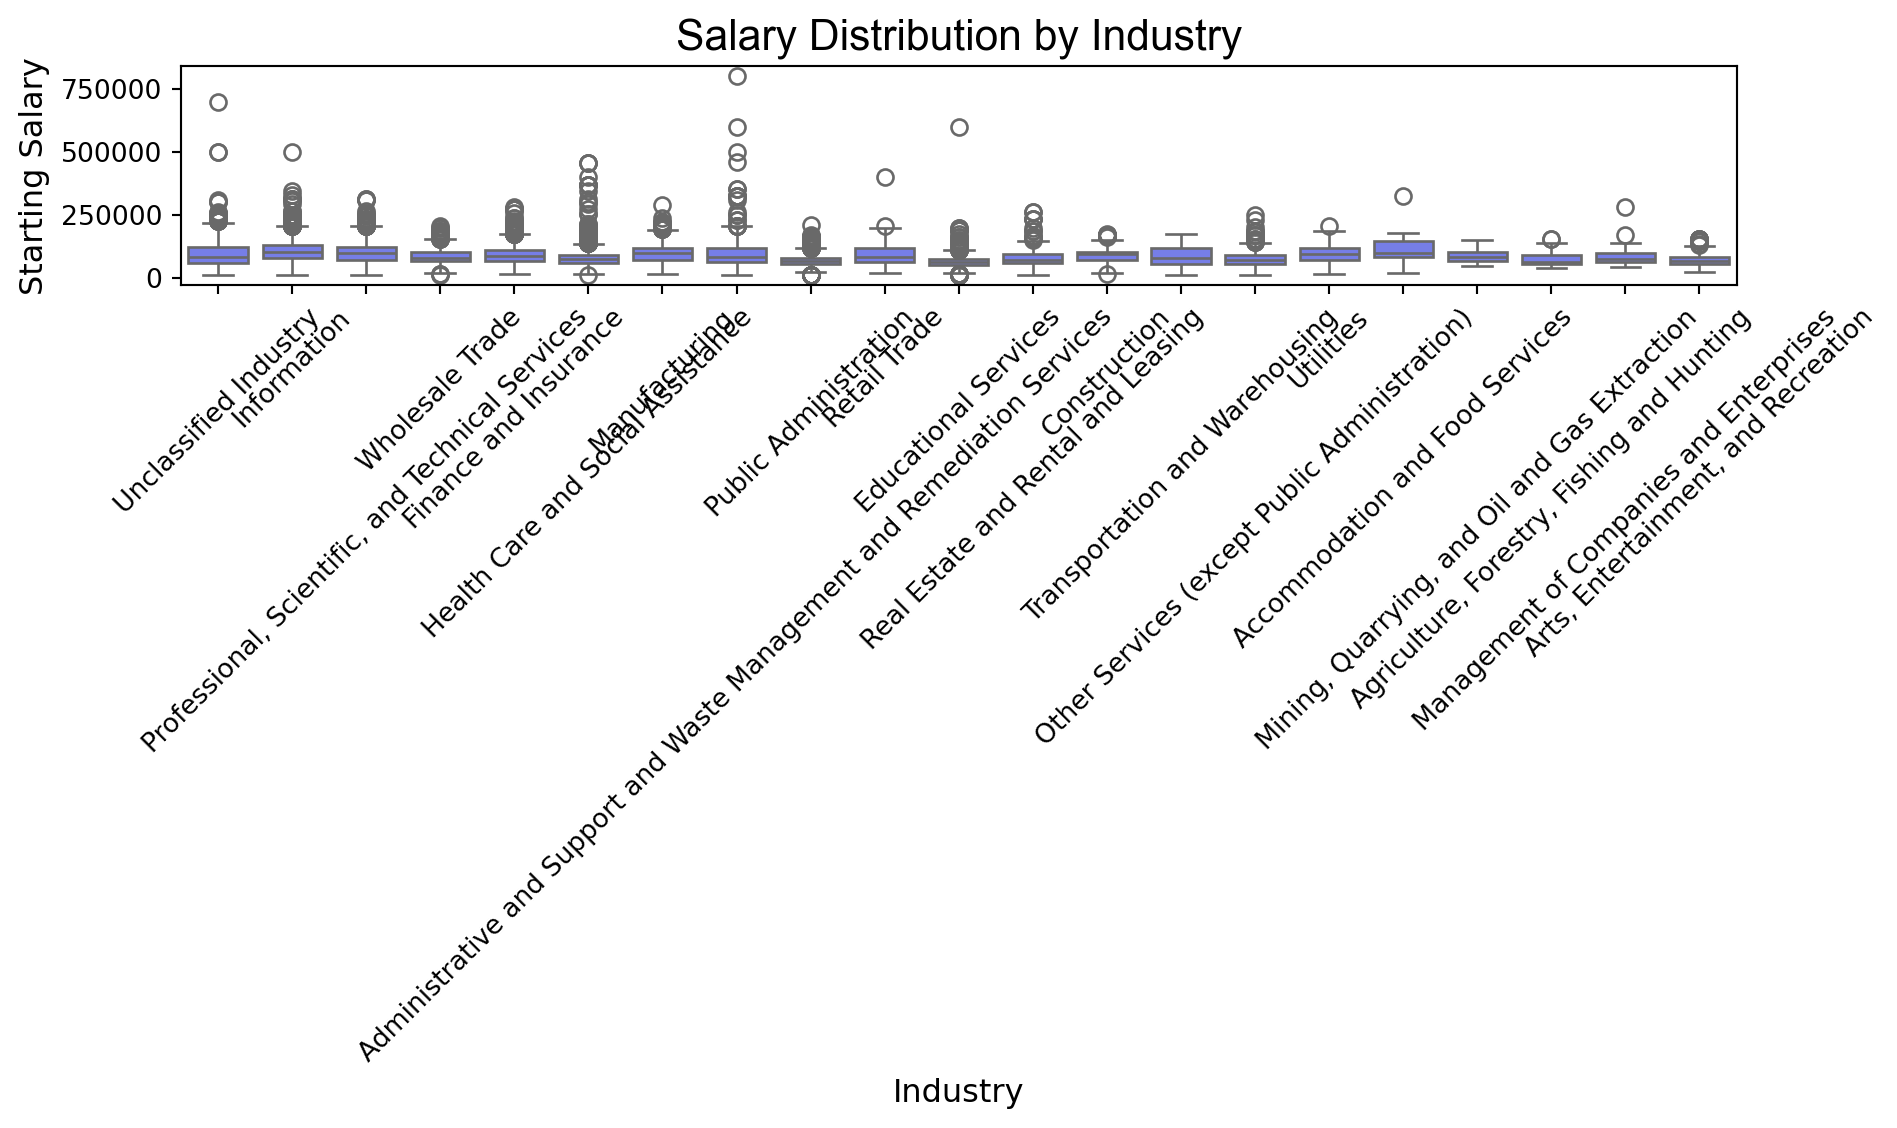 Salary Distribution by Industry
Starting Salary
750000
500000
250000
0
Unclassified Industry
Information
Professional, Scientific, and Technical Services
Wholesale Trade
Finance and Insurance
Health Care and Social Assistance
Manufacturing
Administrative and Support and Waste Management and Remediation Services
Public Administration
Retail Trade
Educational Services
Real Estate and Rental and Leasing
Construction
Transportation and Warehousing
Other Services (except Public Administration)
Utilities
Accommodation and Food Services
Mining, Quarrying, and Oil and Gas Extraction
Agriculture, Forestry, Fishing and Hunting
Management of Companies and Enterprises
Arts, Entertainment, and Recreation
Industry